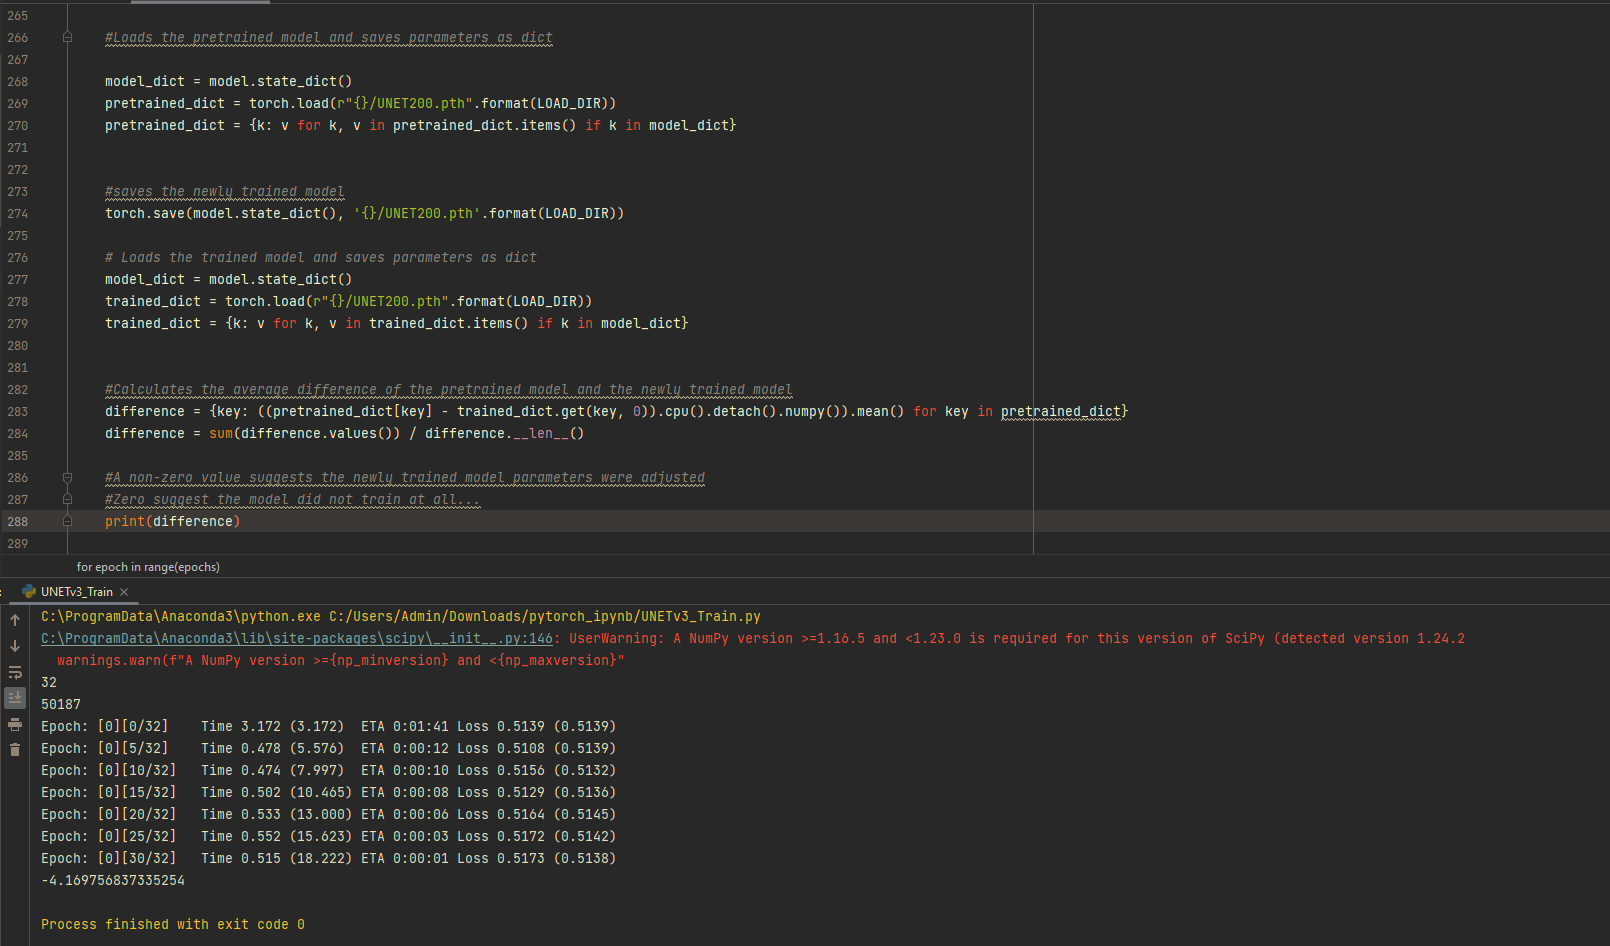 265
266 #Loads the pretrained model and saves parameters as dict
267
268 model_dict = model.state_dict()
269 pretrained_dict = torch.load(r"{}/UNET200.pth".format(LOAD_DIR))
270 pretrained_dict = {k: v for k, v in pretrained_dict.items() if k in model_dict}
271
272
273 #saves the newly trained model
274 torch.save(model.state_dict(), '{}/UNET200.pth'.format(LOAD_DIR))
275
276 # Loads the trained model and saves parameters as dict
277 model_dict = model.state_dict()
278 trained_dict = torch.load(r"{}/UNET200.pth".format(LOAD_DIR))
279 trained_dict = {k: v for k, v in trained_dict.items() if k in model_dict}
280
281
282 #Calculates the average difference of the pretrained model and the newly trained model
283 difference = {key: ((pretrained_dict[key] - trained_dict.get(key, 0)).cpu().detach().numpy()).mean() for key in pretrained_dict}
284 difference = sum(difference.values()) / difference.__len__()
285
286 #A non-zero value suggests the newly trained model parameters were adjusted
287 #Zero suggest the model did not train at all...
288 print(difference)
289
for epoch in range(epochs)
: UNETv3_Train ×
C:\ProgramData\Anaconda3\python.exe C:/Users/Admin/Downloads/pytorch_ipynb/UNETv3_Train.py
C:\ProgramData\Anaconda3\lib\site-packages\scipy\__init__.py:146: UserWarning: A NumPy version >=1.16.5 and <1.23.0 is required for this version of SciPy (detected version 1.24.2
warnings.warn(f"A NumPy version >={np_minversion} and <{np_maxversion}"
32
50187
Epoch: [0][0/32] Time 3.172 (3.172) ETA 0:01:41 Loss 0.5139 (0.5139)
Epoch: [0][5/32] Time 0.478 (5.576) ETA 0:00:12 Loss 0.5108 (0.5139)
Epoch: [0][10/32] Time 0.474 (7.997) ETA 0:00:10 Loss 0.5156 (0.5132)
Epoch: [0][15/32] Time 0.502 (10.465) ETA 0:00:08 Loss 0.5129 (0.5136)
Epoch: [0][20/32] Time 0.533 (13.000) ETA 0:00:06 Loss 0.5164 (0.5145)
Epoch: [0][25/32] Time 0.552 (15.623) ETA 0:00:03 Loss 0.5172 (0.5142)
Epoch: [0][30/32] Time 0.515 (18.222) ETA 0:00:01 Loss 0.5173 (0.5138)
-4.169756837335254
Process finished with exit code 0